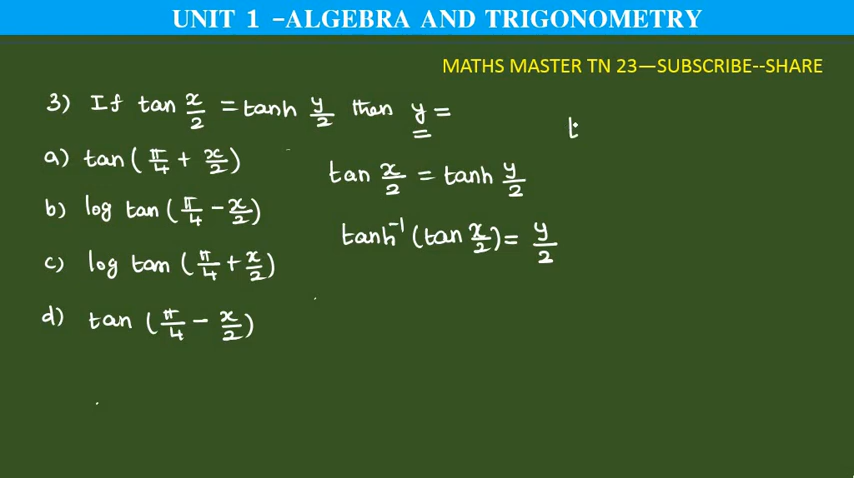 UNIT 1 -ALGEBRA AND TRIGONOMETRY
MATHS MASTER TN 23—SUBSCRIBE--SHARE
3) If tan x/2 = tanh y/2 then y =
a) tan(π/4 + x/2)
b) log tan (π/4 - x/2)
c) log tan (π/4 + x/2)
d) tan (π/4 - x/2)
tan x/2 = tanh y/2
tanh⁻¹ (tan x/2) = y/2